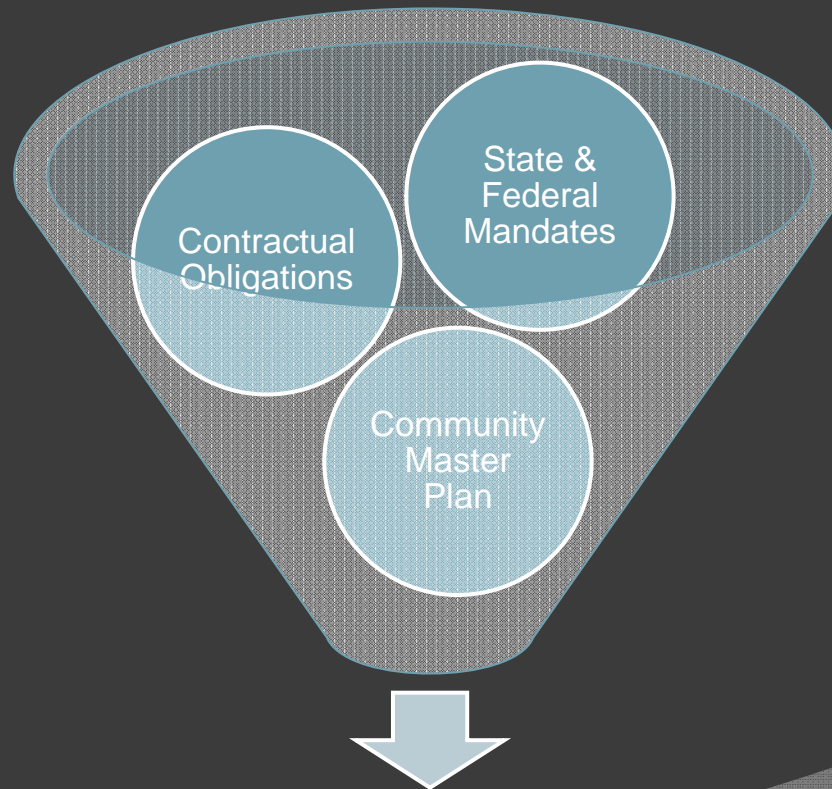 Contractual
Obligations
State &
Federal
Mandates
Community
Master
Plan